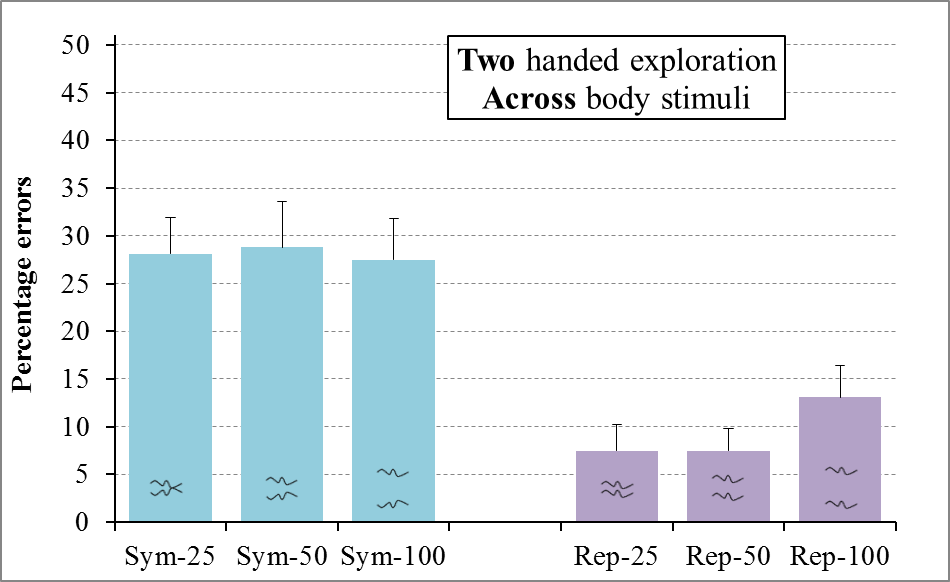 Two handed exploration
Across body stimuli
Percentage errors
50
45
40
35
30
25
20
15
10
5
0
Sym-25 Sym-50 Sym-100 Rep-25 Rep-50 Rep-100